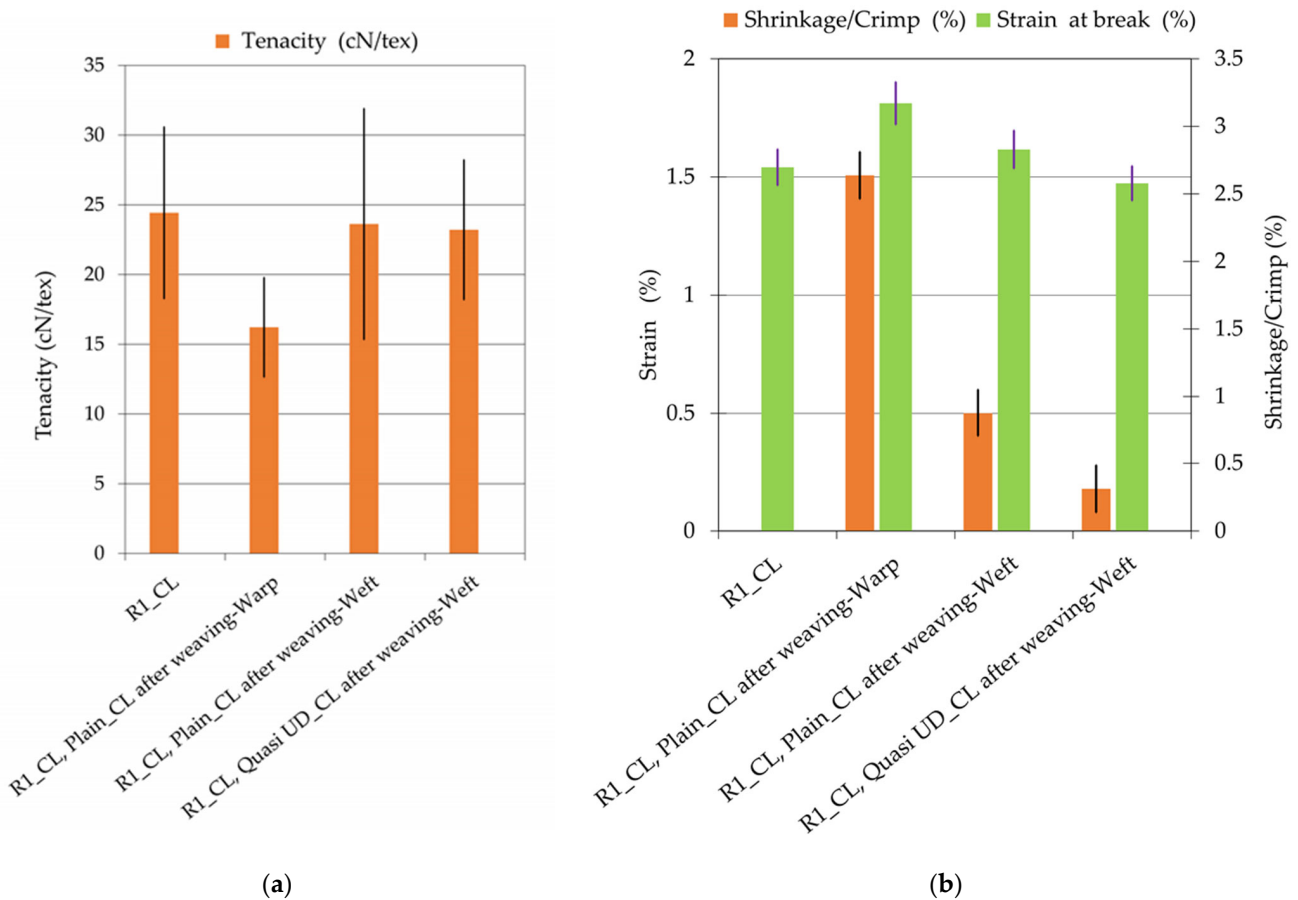 Tenacity (cN/tex)
35
30
25
20
15
10
5
0
Tenacity (cN/tex)
R1_CL
R1_CL, Plain_CL after weaving-Warp
R1_CL, Plain_CL after weaving-Weft
R1_CL, Quasi UD_CL after weaving-Weft
(a)
Shrinkage/Crimp (%) Strain at break (%)
2
1.5
1
0.5
0
Strain (%)
3.5
3
2.5
2
1.5
1
0.5
0
Shrinkage/Crimp (%)
R1_CL
R1_CL, Plain_CL after weaving-Warp
R1_CL, Plain_CL after weaving-Weft
R1_CL, Quasi UD_CL after weaving-Weft
(b)